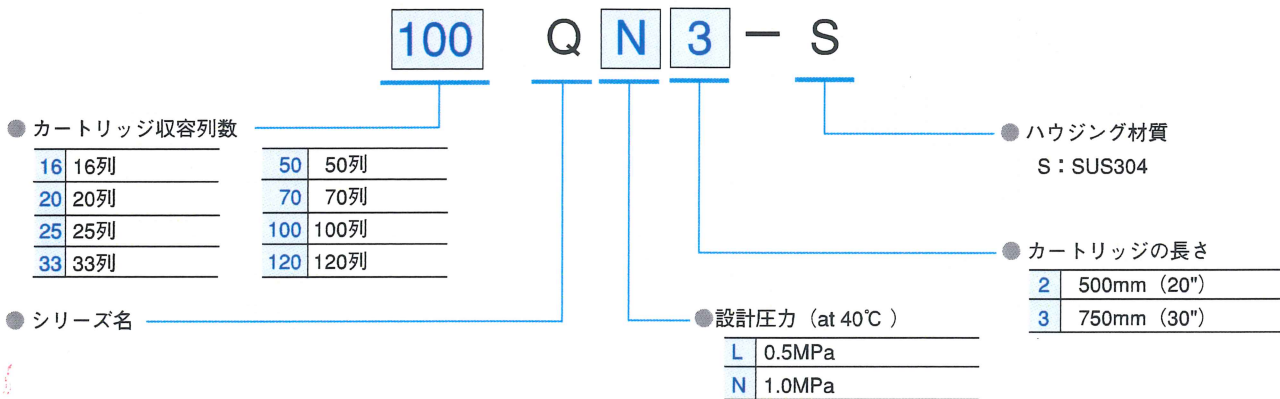 100 Q N 3 － S
● カートリッジ収容列数
16 16列
20 20列
25 25列
33 33列
50 50列
70 70列
100 100列
120 120列
● シリーズ名
● 設計圧力（at 40℃ ）
L 0.5MPa
N 1.0MPa
● カートリッジの長さ
2 500mm（20"）
3 750mm（30"）
● ハウジング材質
S：SUS304